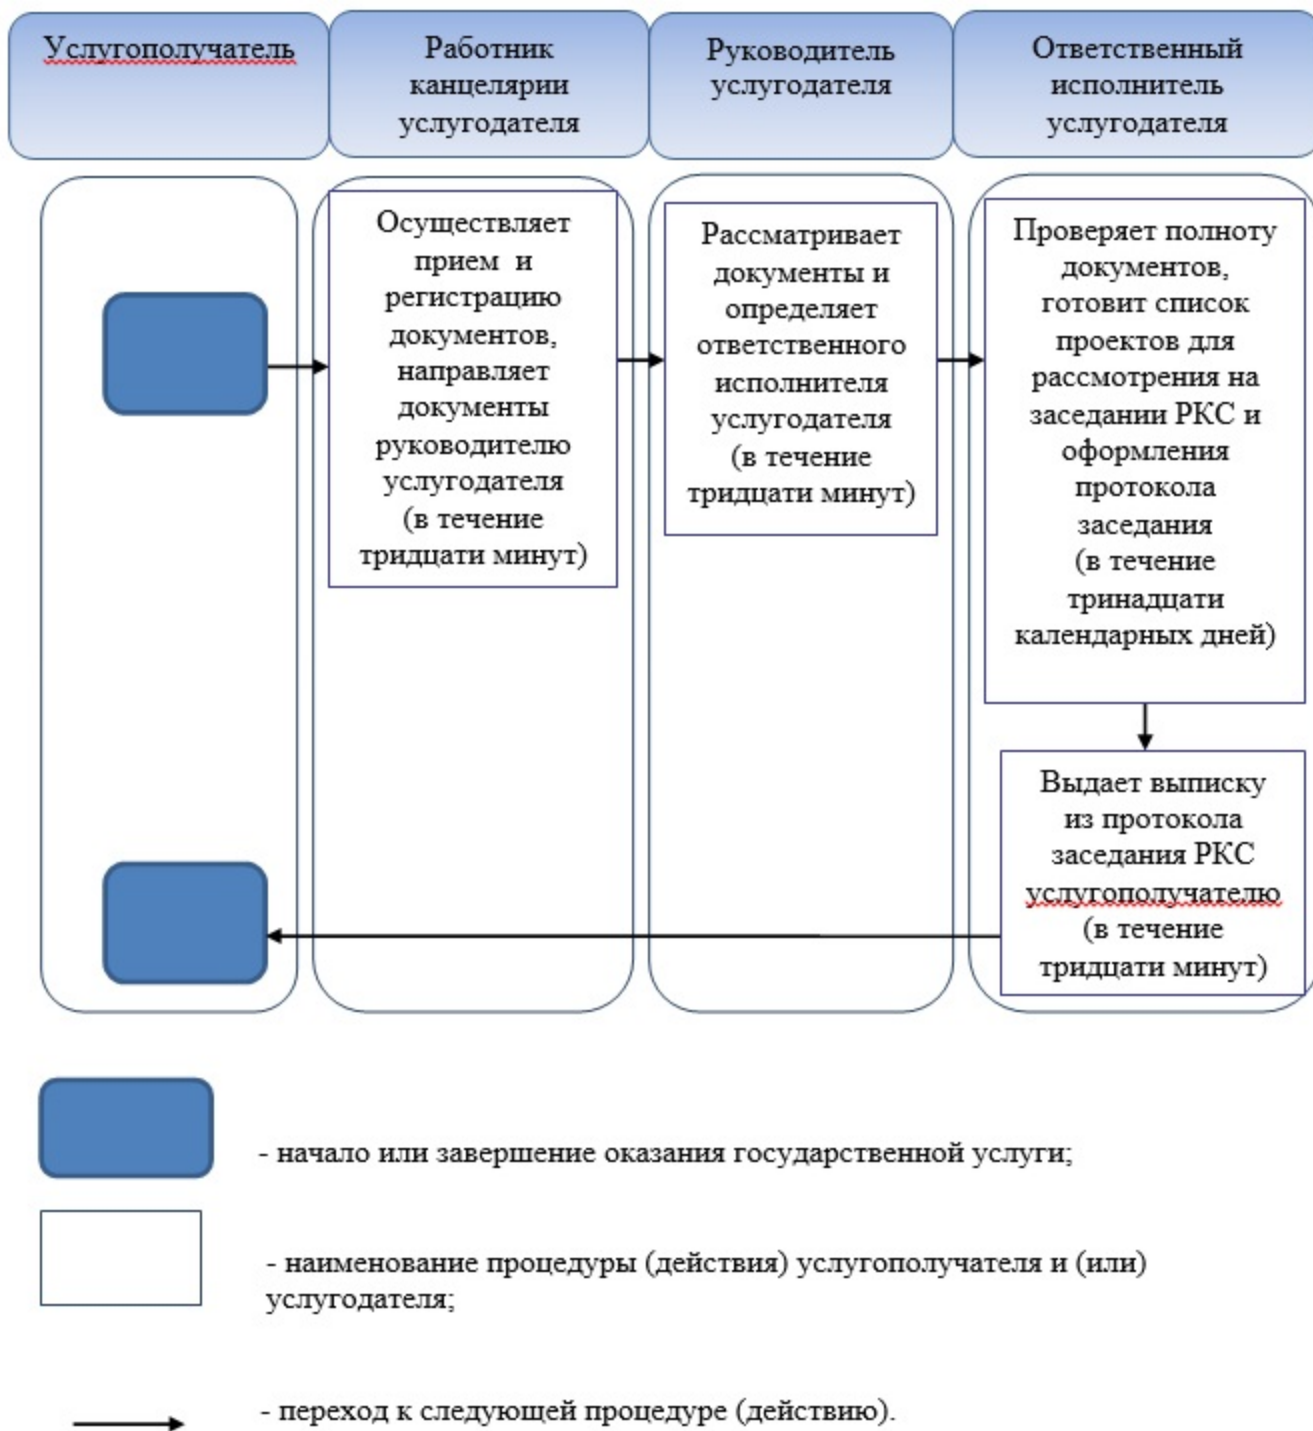 Услугополучатель
Работник
канцелярии
услугодателя
Руководитель
услугодателя
Ответственный
исполнитель
услугодателя
Осуществляет
прием и
регистрацию
документов,
направляет
документы
руководителю
услугодателя
(в течение
тридцати минут)
Рассматривает
документы и
определяет
ответственного
исполнителя
услугодателя
(в течение
тридцати минут)
Проверяет полноту
документов,
готовит список
проектов для
рассмотрения на
заседании РКС и
оформления
протокола
заседания
(в течение
тринадцати
календарных дней)
Выдает выписку
из протокола
заседания РКС
услугополучателю
(в течение
тридцати минут)
- начало или завершение оказания государственной услуги;
- наименование процедуры (действия) услугополучателя и (или)
услугодателя;
- переход к следующей процедуре (действию).